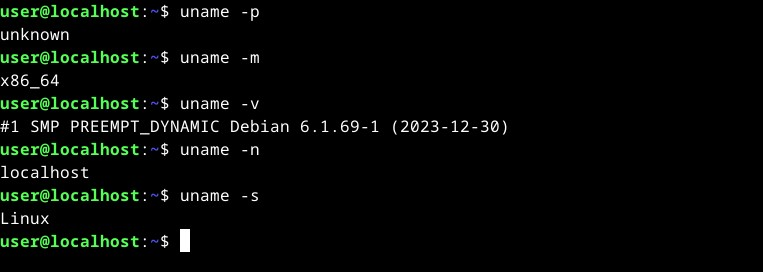 user@localhost:~$ uname -p
unknown
user@localhost:~$ uname -m
x86_64
user@localhost:~$ uname -v
#1 SMP PREEMPT_DYNAMIC Debian 6.1.69-1 (2023-12-30)
user@localhost:~$ uname -n
localhost
user@localhost:~$ uname -s
Linux
user@localhost:~$